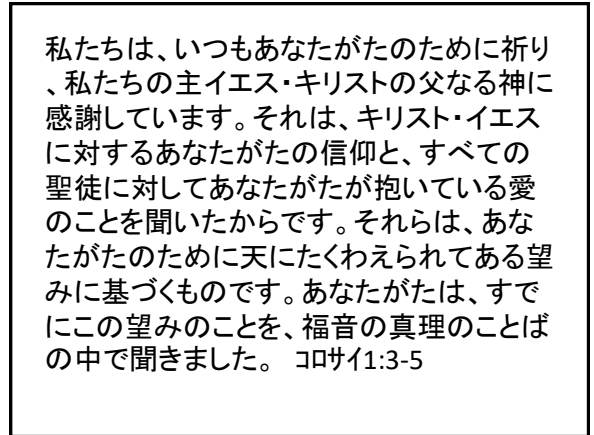 私たちは、いつもあなたがたのために祈り
、私たちの主イエス・キリストの父なる神に
感謝しています。それは、キリスト・イエス
に対するあなたがたの信仰と、すべての
聖徒に対してあなたがたが抱いている愛
のことを聞いたからです。それらは、あな
たがたのために天にたくわえられてある望
みに基づくものです。あなたがたは、すで
にこの望みのことを、福音の真理のことば
の中で聞きました。 ｺﾛｻｲ1:3-5